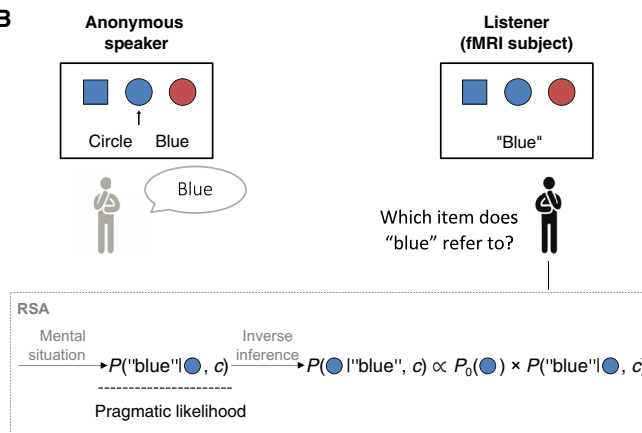 B
Anonymous
speaker
Listener
(fMRI subject)
Circle Blue
"Blue"
Blue
Which item does
“blue” refer to?
RSA
Mental
situation
P("blue"| , c)
Pragmatic likelihood
Inverse
inference
P( |"blue", c) ∝ P₀( ) × P("blue"| , c)